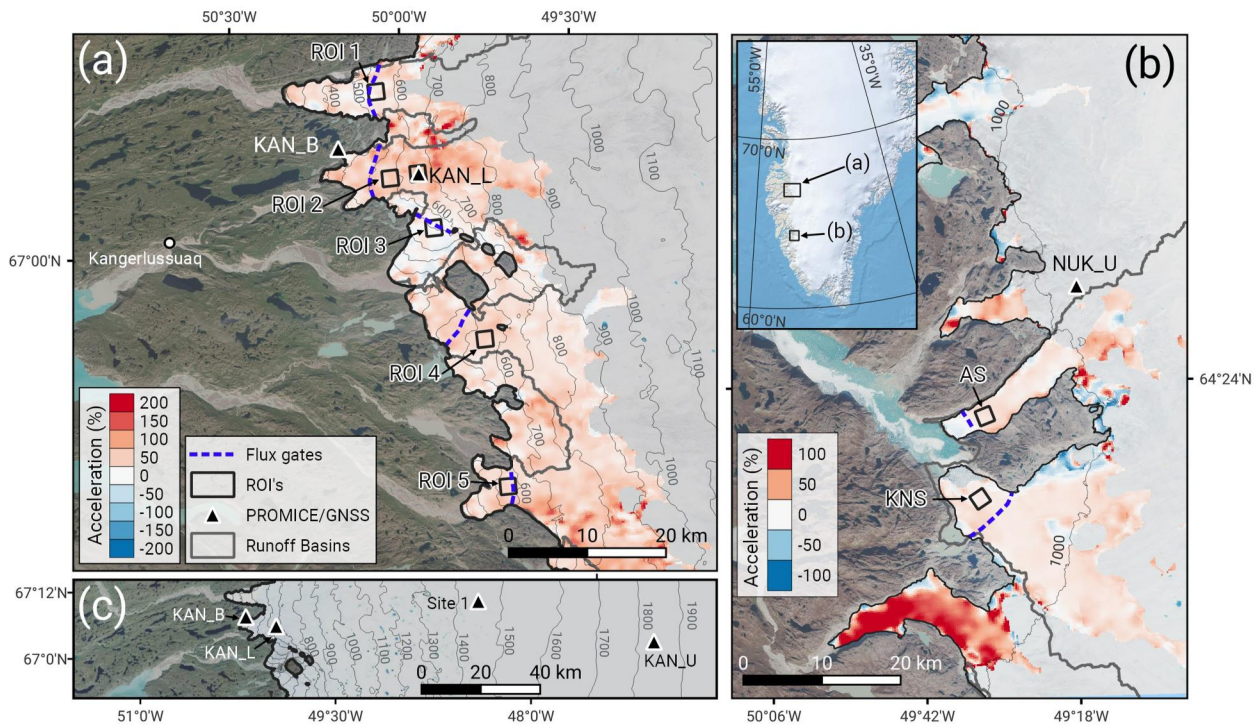 50°30'W 50°00'W 49°30'W
(a)
ROI 1
400
500
600
700
800
KAN_B
KAN_L
ROI 2
600
700
800
900
1000
1100
ROI 3
Kangerlussuaq
67°00'N
ROI 4
600
800
900
1000
1100
700
ROI 5
600
1000
Acceleration (%)
200
150
100
50
0
-50
-100
-150
-200
Flux gates
ROI's
PROMICE/GNSS
Runoff Basins
0 10 20 km
(b)
55°0'W
35°0'W
70°0'N
(a)
(b)
60°0'N
1000
NUK_U
AS
64°24'N
KNS
7000
Acceleration (%)
100
50
0
-50
-100
0 10 20 km
50°06'W 49°42'W 49°18'W
67°12'N
(c)
KAN_B
KAN_L
Site 1
800
1300
1400
1500
1600
1700
1800
1900
KAN_U
67°0'N
0 20 40 km
51°0'W 49°30'W 48°0'W